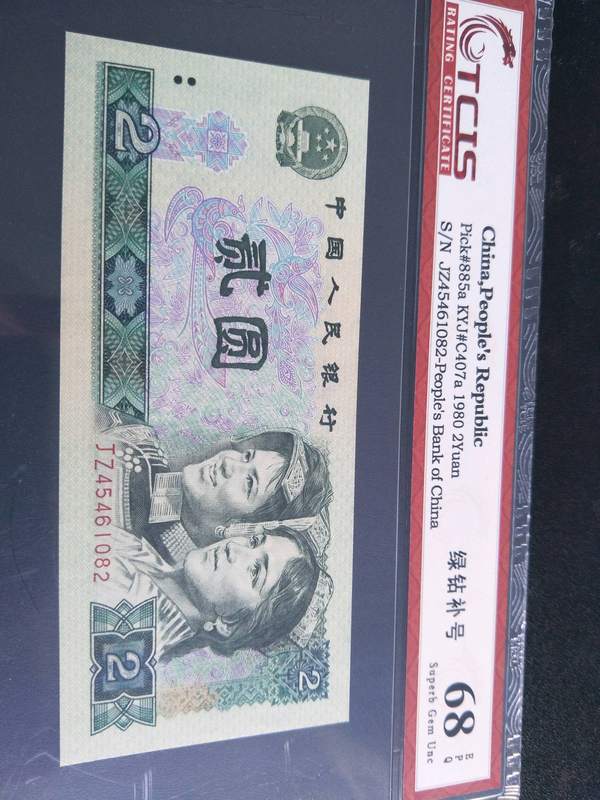 TCIS
RATING CERTIFICATE
China,People's Republic
Pick#885a KYJ#C407a 1980 2Yuan
S/N JZ45461082-People's Bank of China
绿钻补号
68
EPQ
Superb Gem Unc
中国人民银行
贰圆
2
JZ45461082
2
2